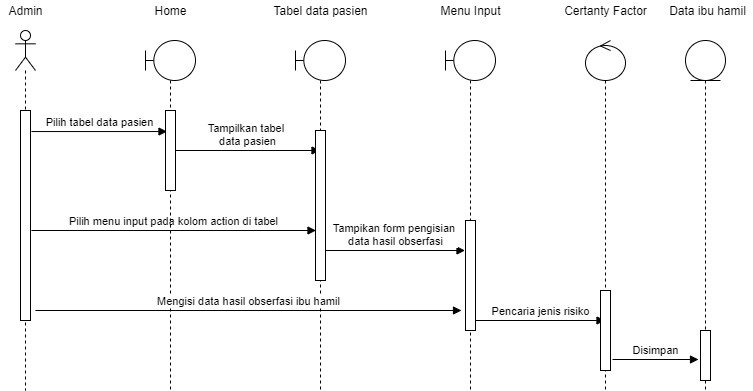 Admin
Home
Tabel data pasien
Menu Input
Certanty Factor
Data ibu hamil
Pilih tabel data pasien
Tampilkan tabel
data pasien
Pilih menu input pada kolom action di tabel
Tampikan form pengisian
data hasil obserfasi
Mengisi data hasil obserfasi ibu hamil
Pencaria jenis risiko
Disimpan